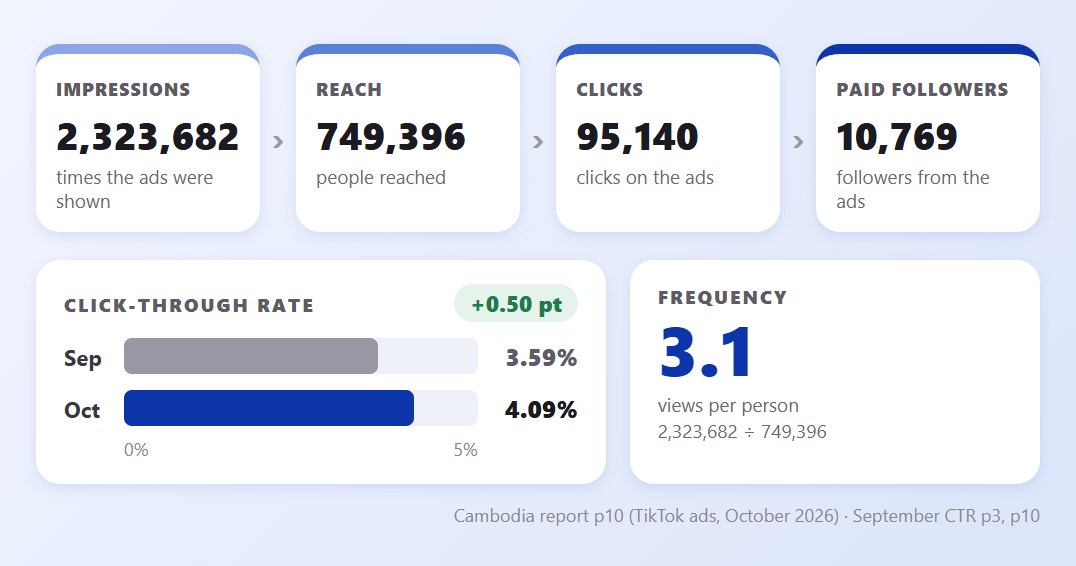 IMPRESSIONS
2,323,682
times the ads were
shown
›
REACH
749,396
people reached
›
CLICKS
95,140
clicks on the ads
›
PAID FOLLOWERS
10,769
followers from the
ads
CLICK-THROUGH RATE
+0.50 pt
Sep 3.59%
Oct 4.09%
0% 5%
FREQUENCY
3.1
views per person
2,323,682 ÷ 749,396
Cambodia report p10 (TikTok ads, October 2026) · September CTR p3, p10